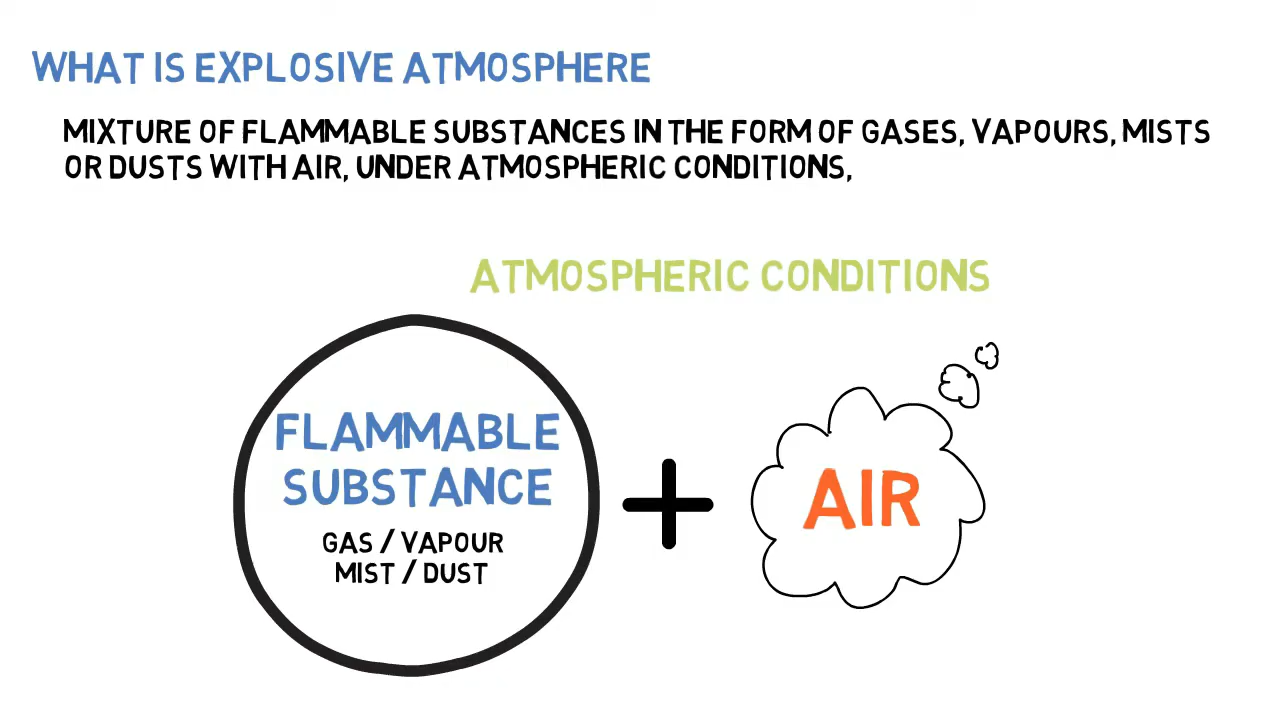 WHAT IS EXPLOSIVE ATMOSPHERE
MIXTURE OF FLAMMABLE SUBSTANCES IN THE FORM OF GASES, VAPOURS, MISTS
OR DUSTS WITH AIR, UNDER ATMOSPHERIC CONDITIONS,
ATMOSPHERIC CONDITIONS
FLAMMABLE
SUBSTANCE
GAS / VAPOUR
MIST / DUST
+
AIR